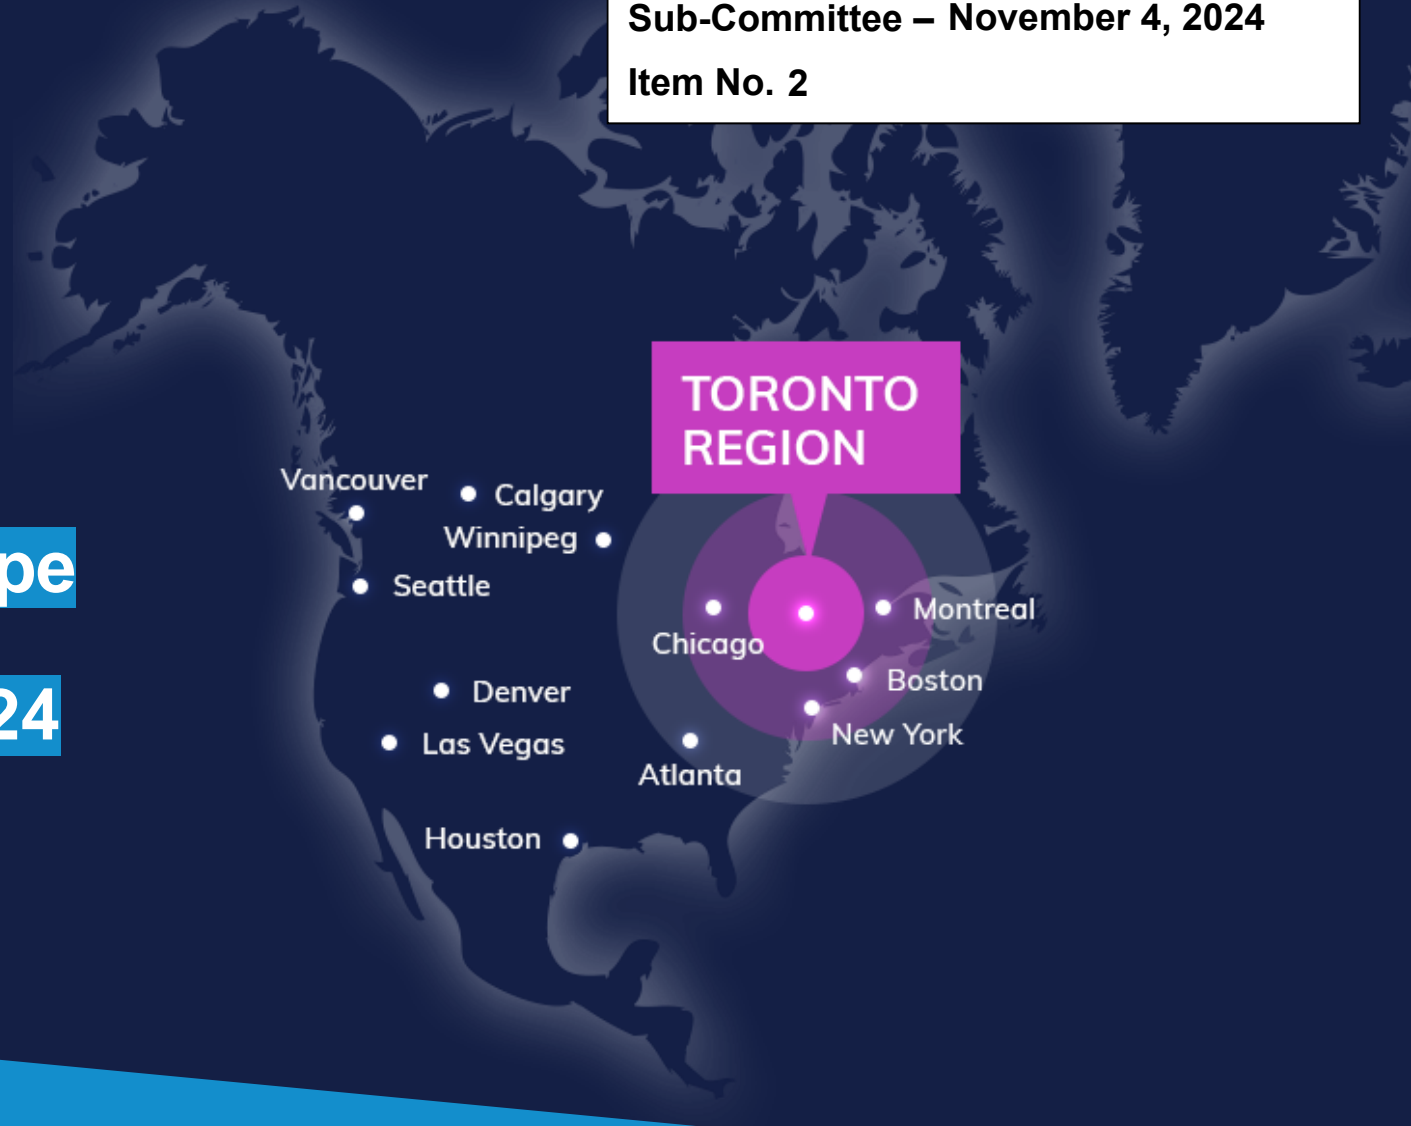 Sub-Committee – November 4, 2024
Item No. 2
TORONTO
REGION
Vancouver
Calgary
Winnipeg
pe
Seattle
Montreal
Chicago
Boston
24
Denver
New York
Las Vegas
Atlanta
Houston